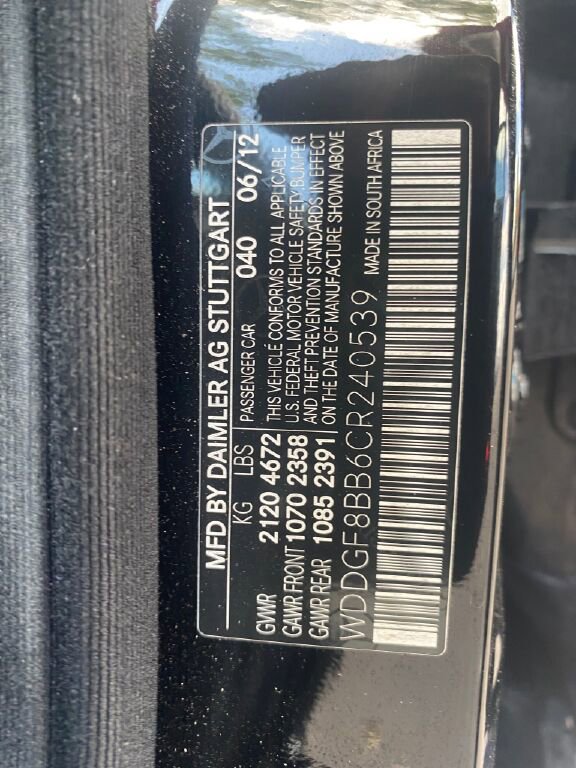 MFD BY DAIMLER AG STUTTGART
KG LBS PASSENGER CAR 040 06/12
GVWR 2120 4672 THIS VEHICLE CONFORMS TO ALL APPLICABLE
GAWR FRONT 1070 2358 U.S. FEDERAL MOTOR VEHICLE SAFETY BUMPER
GAWR REAR 1085 2391 AND THEFT PREVENTION STANDARDS IN EFFECT
ON THE DATE OF MANUFACTURE SHOWN ABOVE
WDDGF8BB6CR240539 MADE IN SOUTH AFRICA